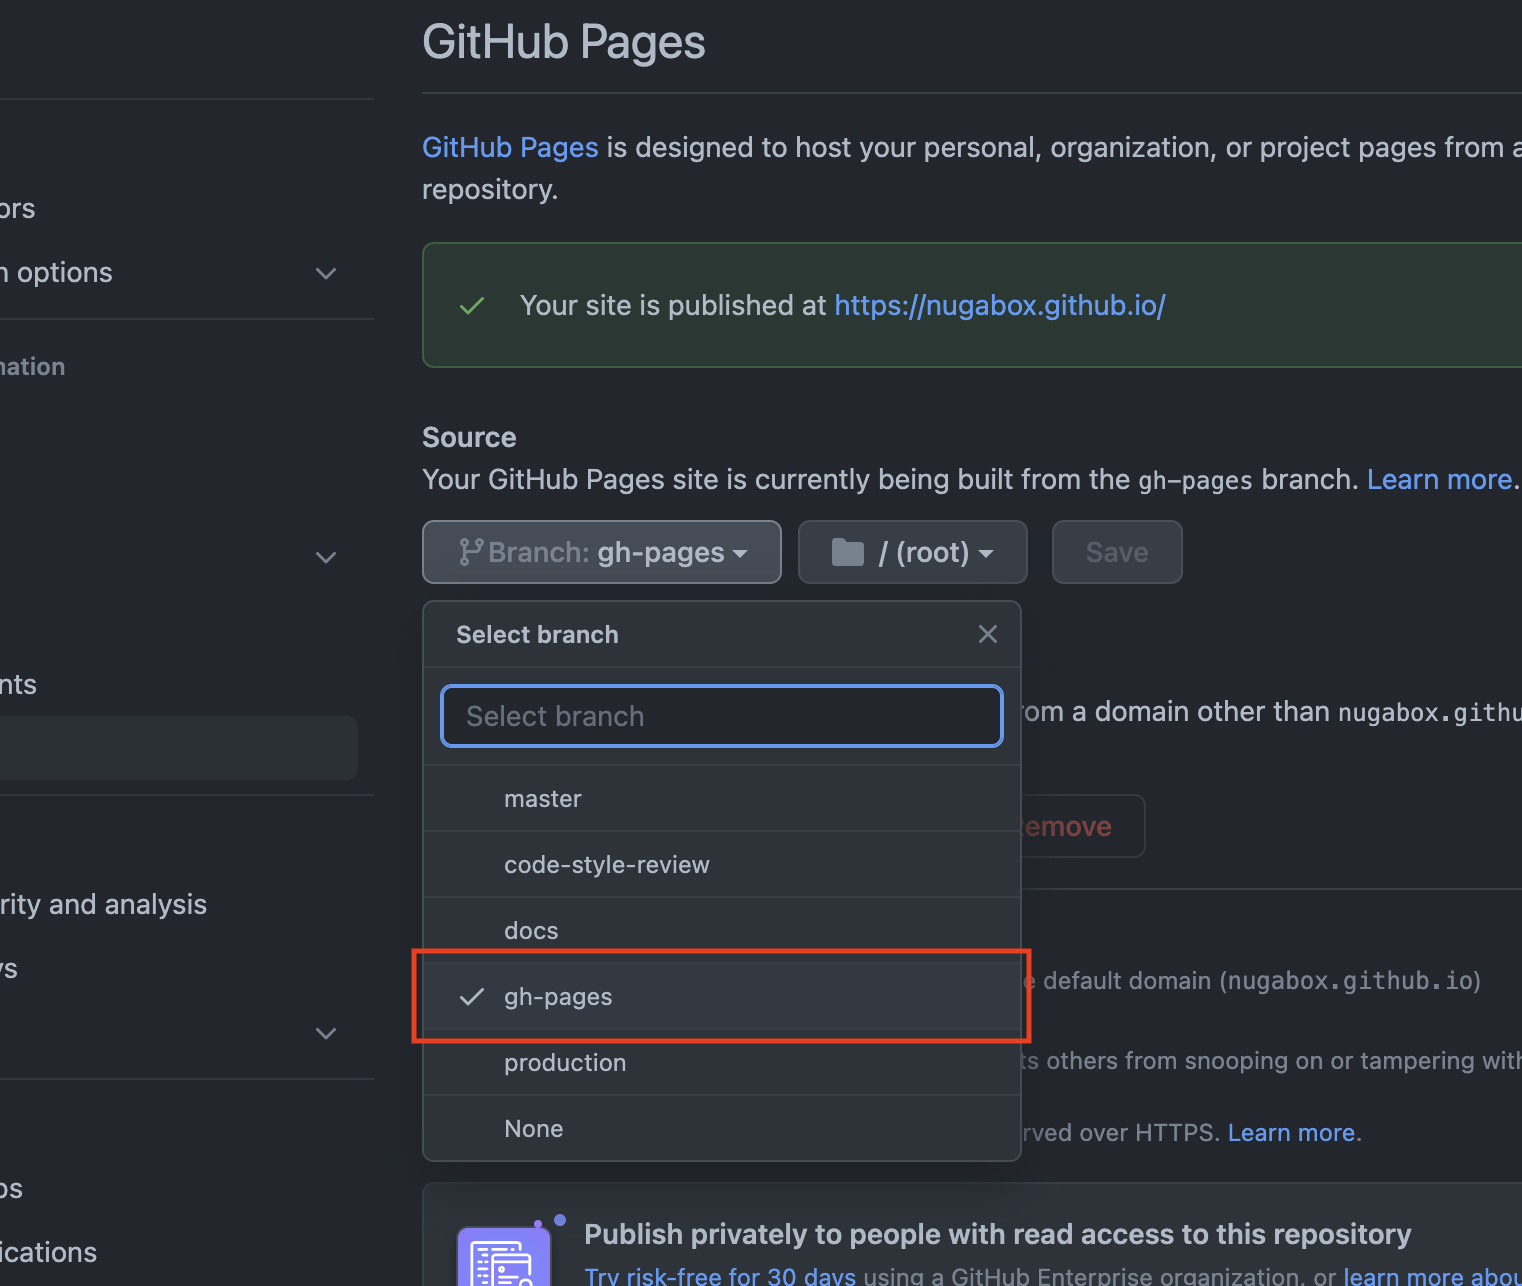 GitHub Pages
GitHub Pages is designed to host your personal, organization, or project pages from a
repository.
ors
n options
Your site is published at https://nugabox.github.io/
nation
Source
Your GitHub Pages site is currently being built from the gh-pages branch. Learn more.
Branch: gh-pages
/ (root)
Save
Select branch
Select branch
nts
om a domain other than nugabox.githu
master
emove
code-style-review
rity and analysis
docs
ys
gh-pages
e default domain (nugabox.github.io)
production
ts others from snooping on or tampering with
None
rved over HTTPS. Learn more.
ps
Publish privately to people with read access to this repository
ications
Try risk-free for 30 days using a GitHub Enterprise organization, or learn more abou